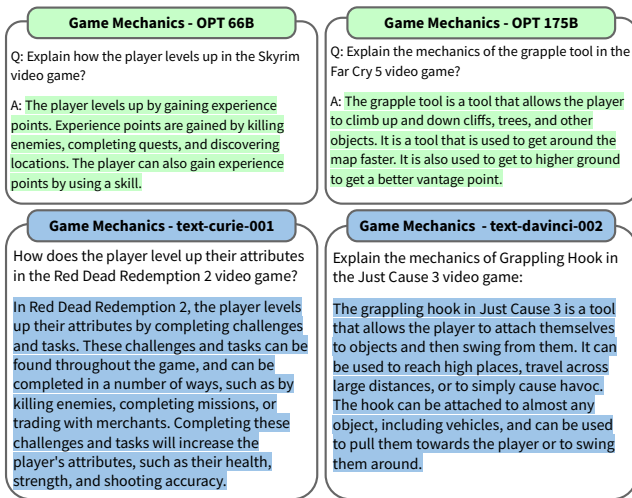 Game Mechanics - OPT 66B
Q: Explain how the player levels up in the Skyrim
video game?
A: The player levels up by gaining experience
points. Experience points are gained by killing
enemies, completing quests, and discovering
locations. The player can also gain experience
points by using a skill.
Game Mechanics - OPT 175B
Q: Explain the mechanics of the grapple tool in the
Far Cry 5 video game?
A: The grapple tool is a tool that allows the player
to climb up and down cliffs, trees, and other
objects. It is a tool that is used to get around the
map faster. It is also used to get to higher ground
to get a better vantage point.
Game Mechanics - text-curie-001
How does the player level up their attributes
in the Red Dead Redemption 2 video game?
In Red Dead Redemption 2, the player levels
up their attributes by completing challenges
and tasks. These challenges and tasks can be
found throughout the game, and can be
completed in a number of ways, such as by
killing enemies, completing missions, or
trading with merchants. Completing these
challenges and tasks will increase the
player's attributes, such as their health,
strength, and shooting accuracy.
Game Mechanics - text-davinci-002
Explain the mechanics of Grappling Hook in
the Just Cause 3 video game:
The grappling hook in Just Cause 3 is a tool
that allows the player to attach themselves
to objects and then swing from them. It can
be used to reach high places, travel across
large distances, or to simply cause havoc.
The hook can be attached to almost any
object, including vehicles, and can be used
to pull them towards the player or to swing
them around.